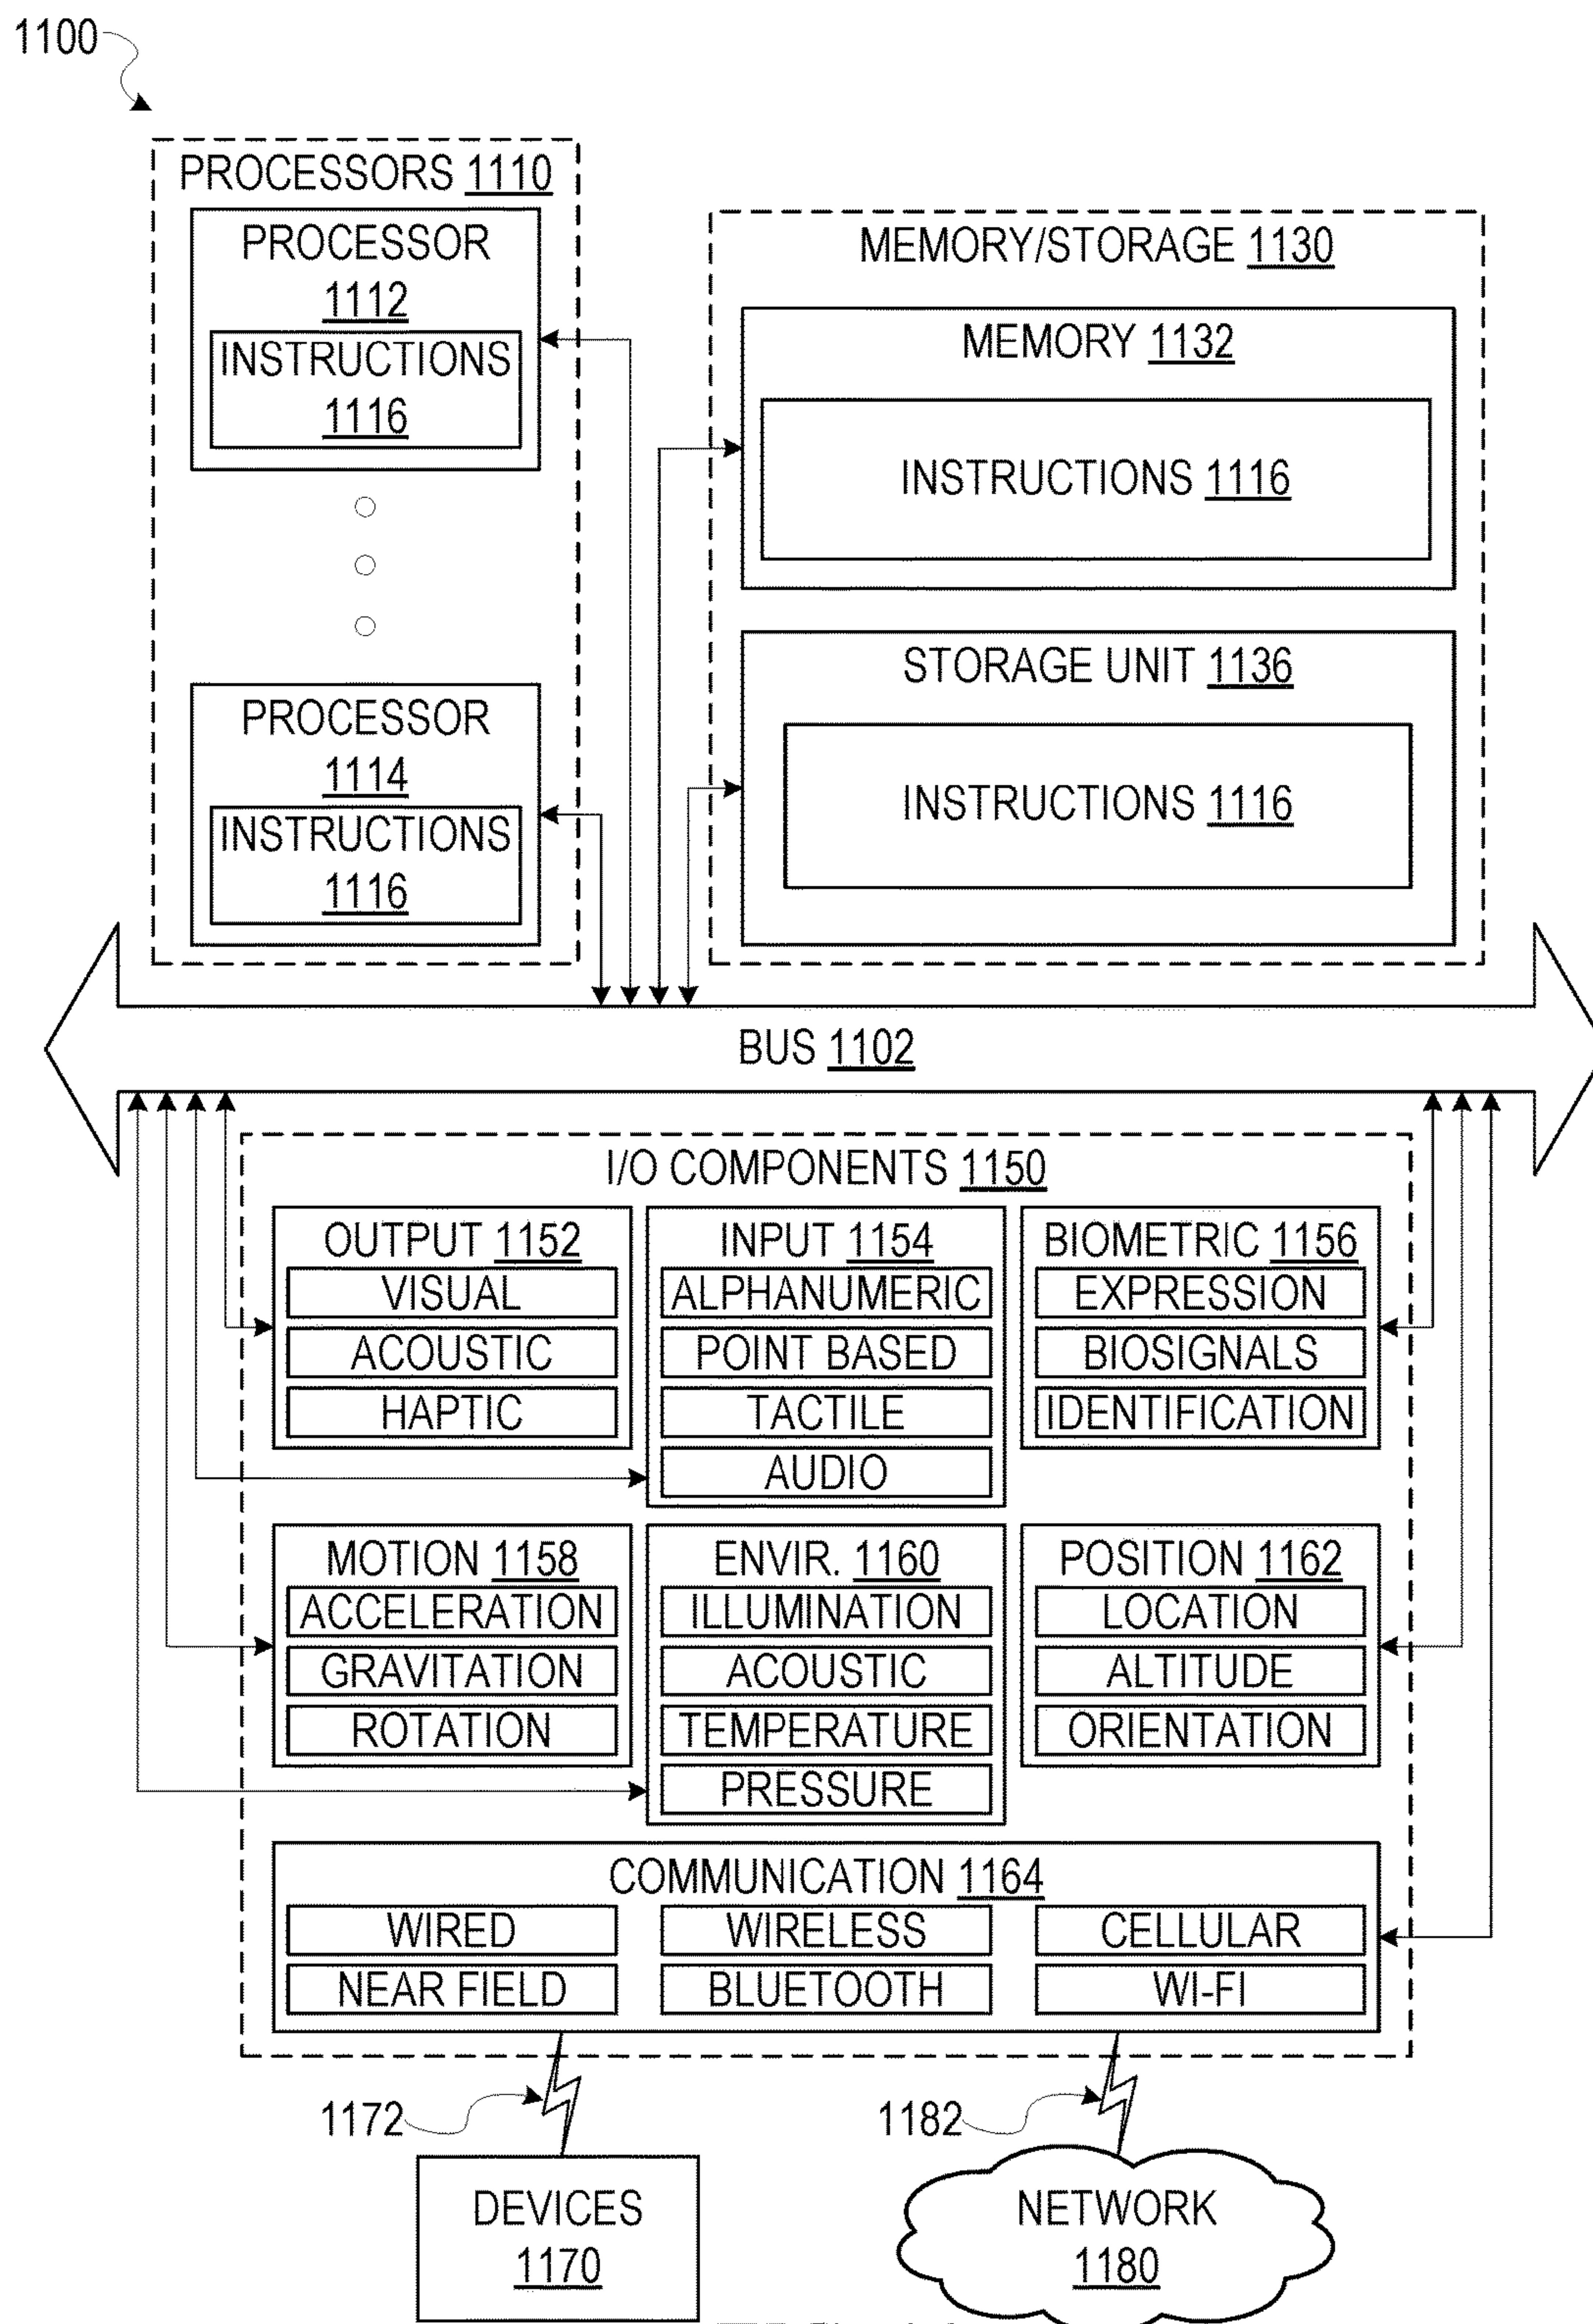 1100
PROCESSORS 1110
PROCESSOR
1112
INSTRUCTIONS
1116
PROCESSOR
1114
INSTRUCTIONS
1116
MEMORY/STORAGE 1130
MEMORY 1132
INSTRUCTIONS 1116
STORAGE UNIT 1136
INSTRUCTIONS 1116
BUS 1102
I/O COMPONENTS 1150
OUTPUT 1152
VISUAL
ACOUSTIC
HAPTIC
INPUT 1154
ALPHANUMERIC
POINT BASED
TACTILE
AUDIO
BIOMETRIC 1156
EXPRESSION
BIOSIGNALS
IDENTIFICATION
MOTION 1158
ACCELERATION
GRAVITATION
ROTATION
ENVIR. 1160
ILLUMINATION
ACOUSTIC
TEMPERATURE
PRESSURE
POSITION 1162
LOCATION
ALTITUDE
ORIENTATION
COMMUNICATION 1164
WIRED
WIRELESS
CELLULAR
NEAR FIELD
BLUETOOTH
WI-FI
1172
1182
DEVICES
1170
NETWORK
1180